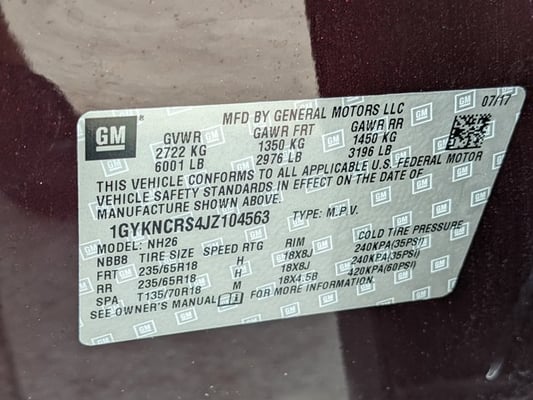 MFD BY GENERAL MOTORS LLC 07/17
GM GVWR GAWR FRT GAWR RR
2722 KG 1350 KG 1450 KG
6001 LB 2976 LB 3196 LB
THIS VEHICLE CONFORMS TO ALL APPLICABLE U.S. FEDERAL MOTOR
VEHICLE SAFETY STANDARDS IN EFFECT ON THE DATE OF
MANUFACTURE SHOWN ABOVE.
1GYKNCRS4JZ104563 TYPE: M.P.V.
MODEL: NH26
NBB8 TIRE SIZE SPEED RTG RIM COLD TIRE PRESSURE
FRT 235/65R18 H 18X8J 240KPA(35PSI)
RR 235/65R18 H 18X8J 240KPA(35PSI)
SPA T135/70R18 M 18X4.5B 420KPA(60PSI)
SEE OWNER'S MANUAL FOR MORE INFORMATION.